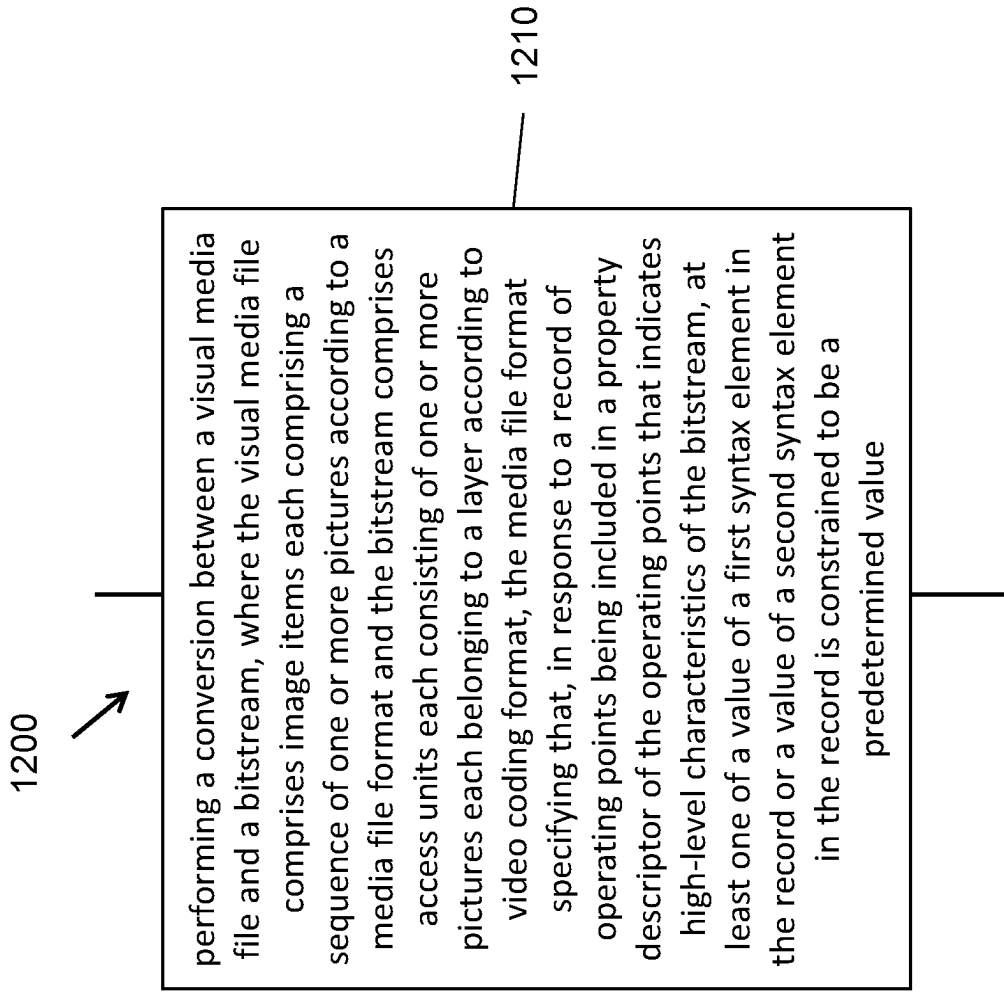 1200
performing a conversion between a visual media
file and a bitstream, where the visual media file
comprises image items each comprising a
sequence of one or more pictures according to a
media file format and the bitstream comprises
access units each consisting of one or more
pictures each belonging to a layer according to
video coding format, the media file format
specifying that, in response to a record of
operating points being included in a property
descriptor of the operating points that indicates
high-level characteristics of the bitstream, at
least one of a value of a first syntax element in
the record or a value of a second syntax element
in the record is constrained to be a
predetermined value
1210